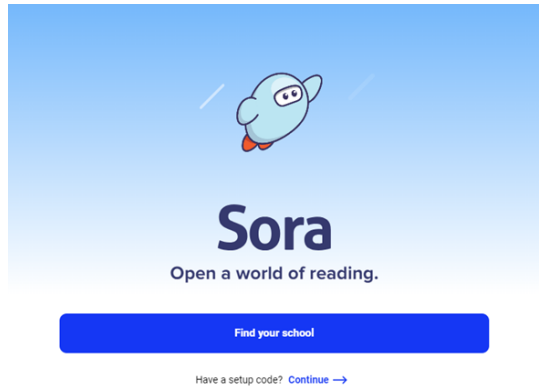 Sora
Open a world of reading.
Find your school
Have a setup code? Continue →